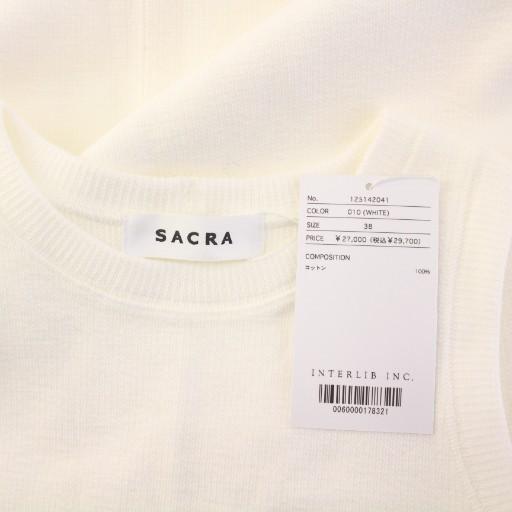 SACRA
No. 125142041
COLOR 010 (WHITE)
SIZE 38
PRICE ¥27,000 (税込¥29,700)
COMPOSITION
コットン 100%
INTERLIB INC.
0060000178321